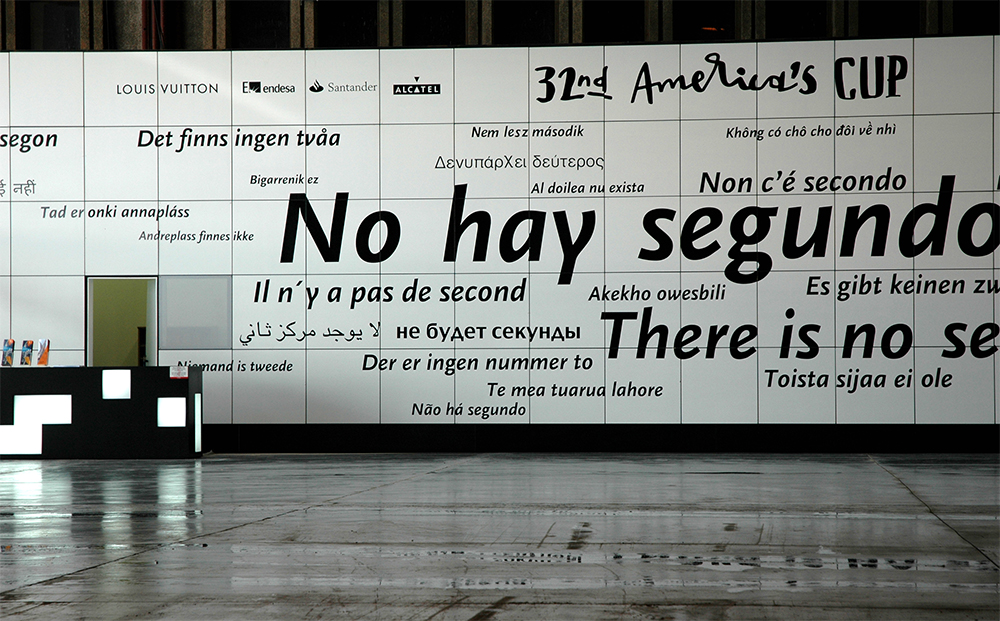 LOUIS VUITTON
endesa
Santander
ALCATEL
32nd America's CUP
segon
Det finns ingen tvåa
Nem lesz második
Không có chô cho đôi về nhì
ΔενυπάρΧει δεύτερος
नहीं
Bigarrenik ez
Al doilea nu exista
Non c'é secondo
Tad er onki annapláss
Andreplass finnes ikke
No hay segundo
Il n´y a pas de second
Akekho owesbili
Es gibt keinen zw
لا يوجد مركز ثاني
не будет секунды
There is no se
Niemand is tweede
Der er ingen nummer to
Toista sijaa ei ole
Te mea tuarua lahore
Não há segundo